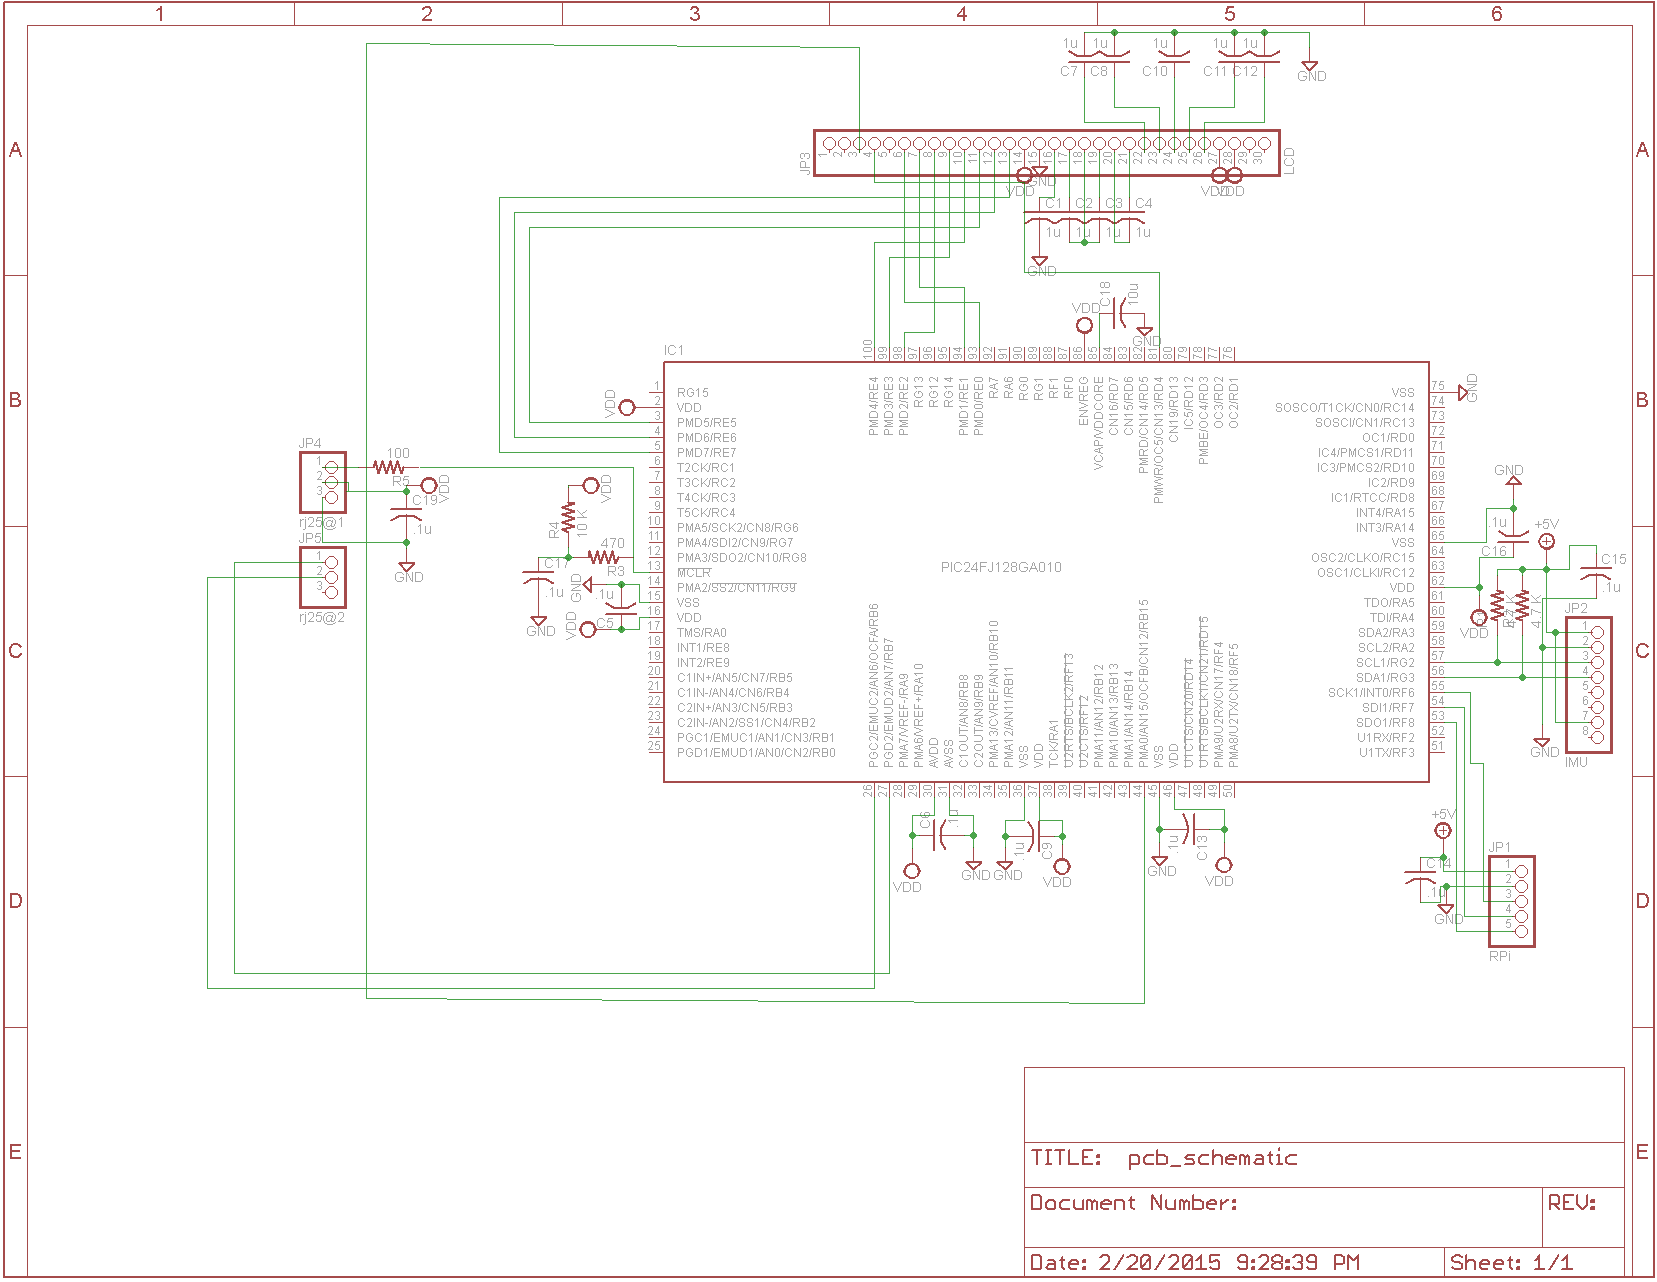 1 2 3 4 5 6
A A
B B
C C
D D
E E
1u 1u 1u 1u 1u
C7 C8 C10 C11 C12
GND
JP3
1 2 3 4 5 6 7 8 9 10 11 12 13 14 15 16 17 18 19 20 21 22 23 24 25 26 27 28 29 30
LCD
VDD GND VDD VDD
C1 C2 C3 C4
1u 1u 1u 1u
GND
C18
10u
VDD
GND
IC1
100 99 98 97 96 95 94 93 92 91 90 89 88 87 86 85 84 83 82 81 80 79 78 77 76
PMD4/RE4
PMD3/RE3
PMD2/RE2
RG13
RG12
RG14
PMD1/RE1
PMD0/RE0
RA7
RA6
RG0
RG1
RF1
RF0
ENVREG
VCAP/VDDCORE
CN16/RD7
CN15/RD6
PMRD/CN14/RD5
PMWR/OC5/CN13/RD4
CN19/RD13
IC5/RD12
PMBE/OC4/RD3
OC3/RD2
OC2/RD1
VDD
1 RG15
2 VDD
3 PMD5/RE5
4 PMD6/RE6
5 PMD7/RE7
6 T2CK/RC1
7 T3CK/RC2
8 T4CK/RC3
9 T5CK/RC4
10 PMA5/SCK2/CN8/RG6
11 PMA4/SDI2/CN9/RG7
12 PMA3/SDO2/CN10/RG8
13 MCLR
14 PMA2/SS2/CN11/RG9
15 VSS
16 VDD
17 TMS/RA0
18 INT1/RE8
19 INT2/RE9
20 C1IN+/AN5/CN7/RB5
21 C1IN-/AN4/CN6/RB4
22 C2IN+/AN3/CN5/RB3
23 C2IN-/AN2/SS1/CN4/RB2
24 PGC1/EMUC1/AN1/CN3/RB1
25 PGD1/EMUD1/AN0/CN2/RB0
PIC24FJ128GA010
VSS 75
SOSCO/T1CK/CN0/RC14 74
SOSCI/CN1/RC13 73
OC1/RD0 72
IC4/PMCS1/RD11 71
IC3/PMCS2/RD10 70
IC2/RD9 69
IC1/RTCC/RD8 68
INT4/RA15 67
INT3/RA14 66
VSS 65
OSC2/CLKO/RC15 64
OSC1/CLKI/RC12 63
VDD 62
TDO/RA5 61
TDI/RA4 60
SDA2/RA3 59
SCL2/RA2 58
SCL1/RG2 57
SDA1/RG3 56
SCK1/INT0/RF6 55
SDI1/RF7 54
SDO1/RF8 53
U1RX/RF2 52
U1TX/RF3 51
PGC2/EMUC2/AN6/OCFA/RB6
PGD2/EMUD2/AN7/RB7
PMA7/VREF-/RA9
PMA6/VREF+/RA10
AVDD
AVSS
C1OUT/AN8/RB8
C2OUT/AN9/RB9
PMA13/CVREF/AN10/RB10
PMA12/AN11/RB11
VSS
VDD
TCK/RA1
U2RTS/BCLK2/RF13
U2CTS/RF12
PMA11/AN12/RB12
PMA10/AN13/RB13
PMA1/AN14/RB14
PMA0/AN15/OCFB/CN12/RB15
VSS
VDD
U1CTS/CN20/RD14
U1RTS/BCLK1/CN21/RD15
PMA9/U2RX/CN17/RF4
PMA8/U2TX/CN18/RF5
26 27 28 29 30 31 32 33 34 35 36 37 38 39 40 41 42 43 44 45 46 47 48 49 50
JP4
1
2
3
rj25@1
100
R5
VDD
C19
.1u
GND
JP5
1
2
3
rj25@2
VDD
R4
10 K
470
R3
C17
.1u
GND
GND
.1u
C5
VDD
GND
GND
.1u
C16
+5V
VDD
4.7K
C15
.1u
JP2
1
2
3
4
5
6
7
8
IMU
GND
C6
.1u
VDD
GND
GND
.1u
C9
VDD
GND
.1u
C13
VDD
+5V
C14
.1u
GND
JP1
1
2
3
4
5
RPi
TITLE: pcb_schematic
Document Number:
REV:
Date: 2/20/2015 9:28:39 PM
Sheet: 1/1